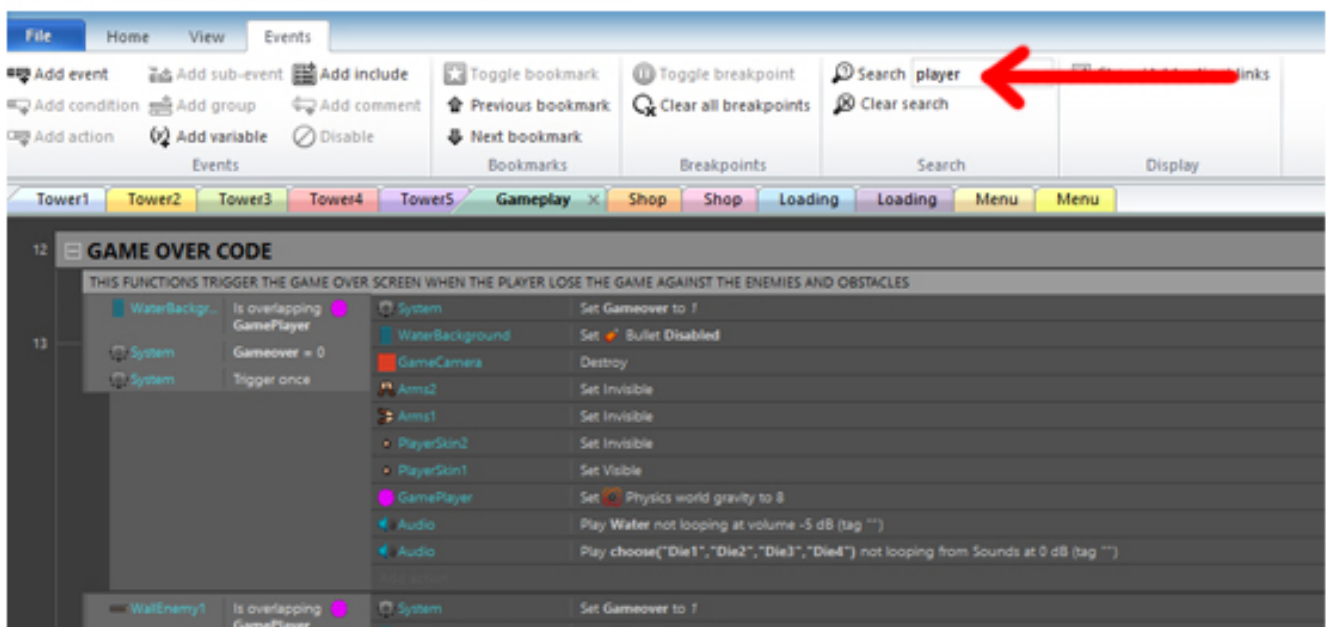 File Home View Events
Add event Add sub-event Add include Toggle bookmark Toggle breakpoint Search player links
Add condition Add group Add comment Previous bookmark Clear all breakpoints Clear search
Add action Add variable Disable Next bookmark
Events Bookmarks Breakpoints Search Display
Tower1 Tower2 Tower3 Tower4 Tower5 Gameplay × Shop Shop Loading Loading Menu Menu
12 GAME OVER CODE
THIS FUNCTIONS TRIGGER THE GAME OVER SCREEN WHEN THE PLAYER LOSE THE GAME AGAINST THE ENEMIES AND OBSTACLES
WaterBackgr... Is overlapping System Set Gameover to 1
GamePlayer
WaterBackground Set Bullet Disabled
13 System Gameover = 0
GameCamera Destroy
System Trigger once
Arms2 Set Invisible
Arms1 Set Invisible
PlayerSkin2 Set Invisible
PlayerSkin1 Set Visible
GamePlayer Set Physics world gravity to 8
Audio Play Water not looping at volume -5 dB (tag "")
Audio Play choose("Die1","Die2","Die3","Die4") not looping from Sounds at 0 dB (tag "")
Add action
WallEnemy1 Is overlapping System Set Gameover to 1
GamePlayer